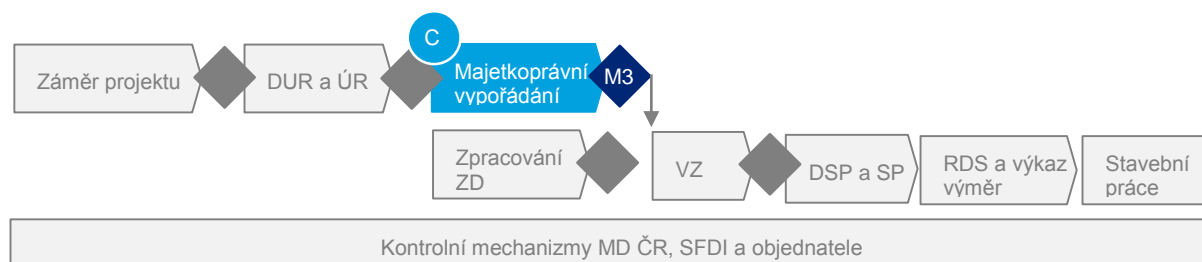 C
Záměr projektu
DUR a ÚR
Majetkoprávní
vypořádání
M3
Zpracování
ZD
VZ
DSP a SP
RDS a výkaz
výměr
Stavební
práce
Kontrolní mechanizmy MD ČR, SFDI a objednatele